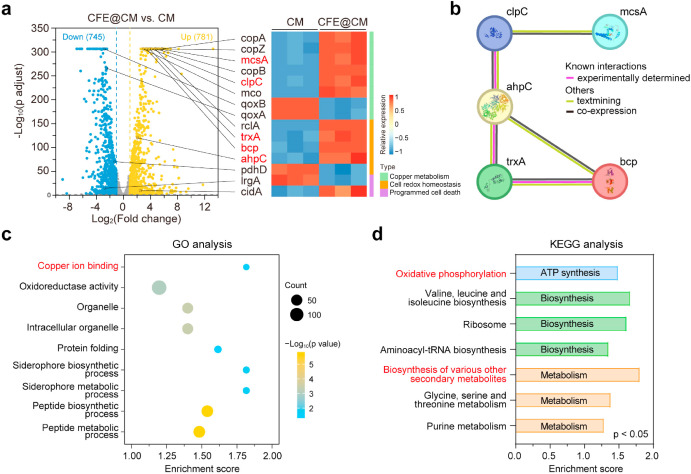 a
CFE@CM vs. CM
Down (745)
Up (781)
350
300
250
200
150
100
50
0
-Log₁₀(p adjust)
-8
-4
0
4
8
12
Log₂(Fold change)
CM
CFE@CM
copA
copZ
mcsA
copB
clpC
mco
qoxB
qoxA
rclA
trxA
bcp
ahpC
pdhD
lrgA
cidA
1
0.5
0
-0.5
-1
Relative expression
Type
Copper metabolism
Cell redox homeostasis
Programmed cell death
b
clpC
mcsA
ahpC
trxA
bcp
Known interactions
experimentally determined
Others
textmining
co-expression
c
GO analysis
Copper ion binding
Oxidoreductase activity
Organelle
Intracellular organelle
Protein folding
Siderophore biosynthetic
process
Siderophore metabolic
process
Peptide biosynthetic
process
Peptide metabolic
process
1.00
1.25
1.50
1.75
2.00
Enrichment score
Count
50
100
−Log₁₀(p value)
5
4
3
2
d
KEGG analysis
Oxidative phosphorylation
ATP synthesis
Valine, leucine and
isoleucine biosynthesis
Biosynthesis
Ribosome
Biosynthesis
Aminoacyl-tRNA biosynthesis
Biosynthesis
Biosynthesis of various other
secondary metabolites
Metabolism
Glycine, serine and
threonine metabolism
Metabolism
Purine metabolism
Metabolism
p < 0.05
0.0
0.5
1.0
1.5
2.0
Enrichment score